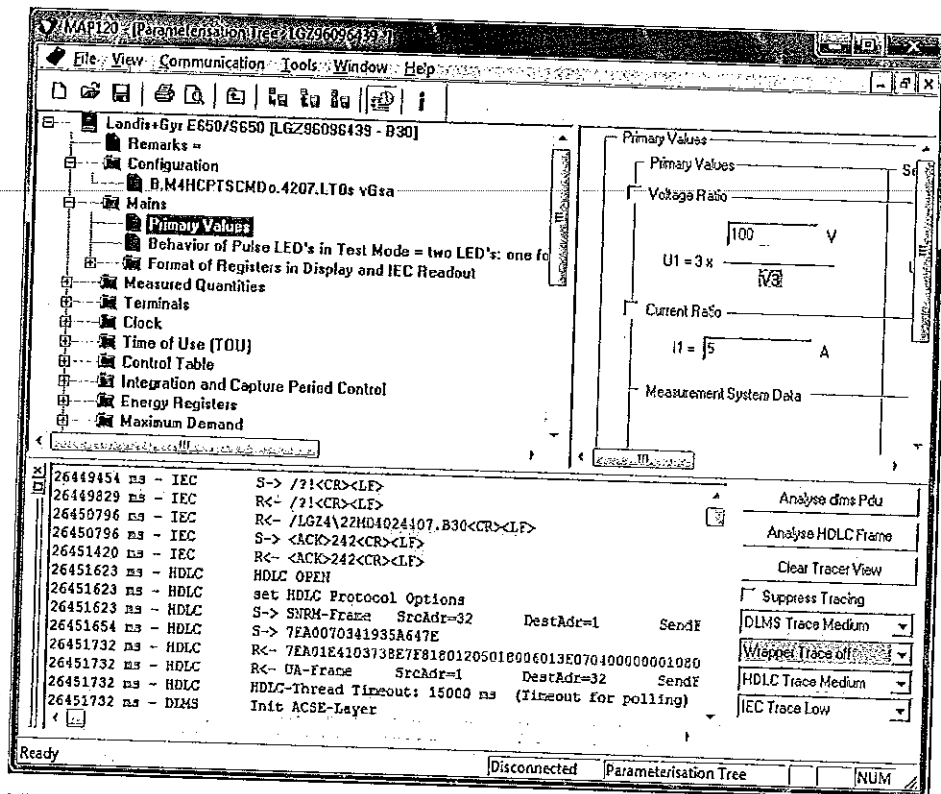 MAP120 - [Parameterisation Tree: LGZ96096439 *]
File View Communication Tools Window Help
Landis+Gyr E650/S650 [LGZ96096439 - B30]
Remarks =
Configuration
B.M4HCPTSCMDo.4207.LT0s vGsa
Mains
Primary Values
Behavior of Pulse LED's in Test Mode = two LED's: one fo
Format of Registers in Display and IEC Readout
Measured Quantities
Terminals
Clock
Time of Use (TOU)
Control Table
Integration and Capture Period Control
Energy Registers
Maximum Demand
Primary Values
Primary Values
Se
Voltage Ratio
100 V
U1 = 3 x
√3
Current Ratio
I1 = 5 A
Measurement System Data
26449454 ms - IEC S-> /?!<CR><LF>
26449829 ms - IEC R<- /?!<CR><LF>
26450796 ms - IEC R<- /LGZ4\22M04024407.B30<CR><LF>
26450796 ms - IEC S-> <ACK>242<CR><LF>
26451420 ms - IEC R<- <ACK>242<CR><LF>
26451623 ms - HDLC HDLC OPEN
26451623 ms - HDLC set HDLC Protocol Options
26451623 ms - HDLC S-> SNRM-Frame SrcAdr=32 DestAdr=1 SendF
26451654 ms - HDLC S-> 7EA0070341935A647E
26451732 ms - HDLC R<- 7EA01E410373BE7F81801205018006013E070400000001080
26451732 ms - HDLC R<- UA-Frame SrcAdr=1 DestAdr=32 SendF
26451732 ms - HDLC HDLC-Thread Timeout: 15000 ms (Timeout for polling)
26451732 ms - DLMS Init ACSE-Layer
Analyse dlms Pdu
Analyse HDLC Frame
Clear Tracer View
Suppress Tracing
DLMS Trace Medium
Wrapper Trace off
HDLC Trace Medium
IEC Trace Low
Ready
Disconnected
Parameterisation Tree
NUM